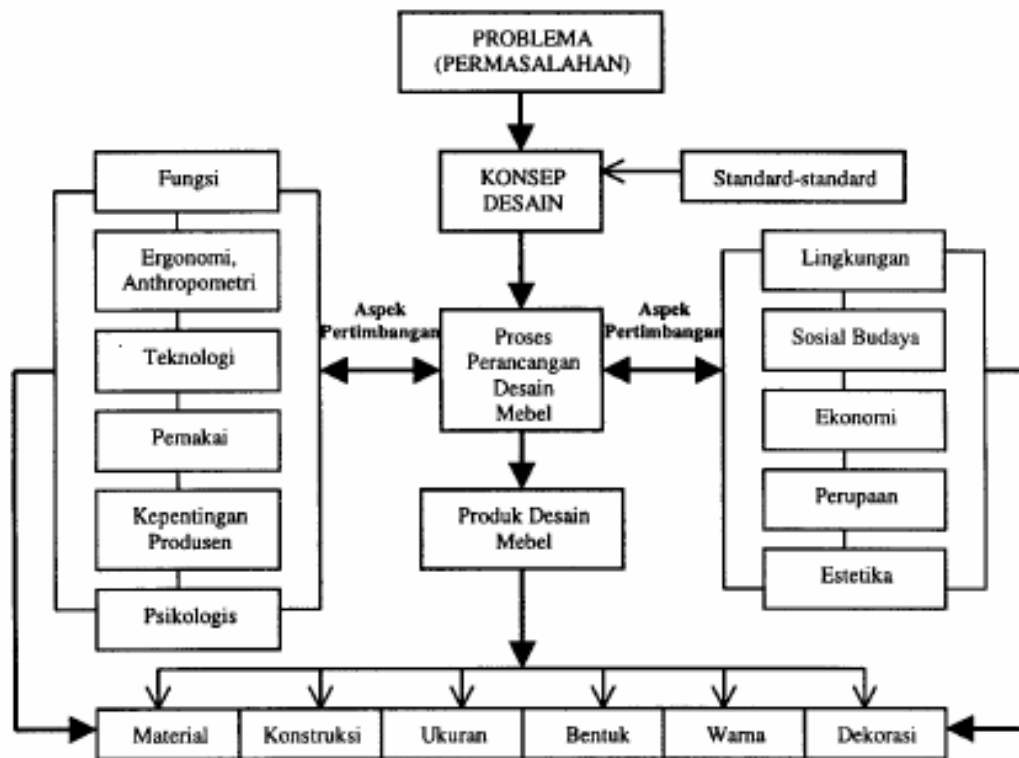 PROBLEMA
(PERMASALAHAN)
KONSEP
DESAIN
Standard-standard
Fungsi
Ergonomi,
Anthropometri
Teknologi
Pemakai
Kepentingan
Produsen
Psikologis
Aspek
Pertimbangan
Proses
Perancangan
Desain
Mebel
Aspek
Pertimbangan
Lingkungan
Sosial Budaya
Ekonomi
Perupaan
Estetika
Produk Desain
Mebel
Material
Konstruksi
Ukuran
Bentuk
Warna
Dekorasi